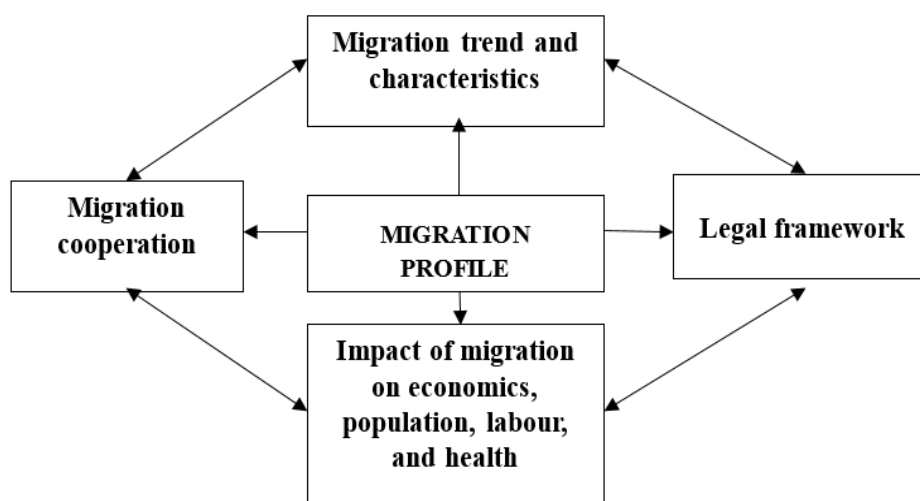 Migration trend and
characteristics
Migration
cooperation
MIGRATION
PROFILE
Legal framework
Impact of migration
on economics,
population, labour,
and health